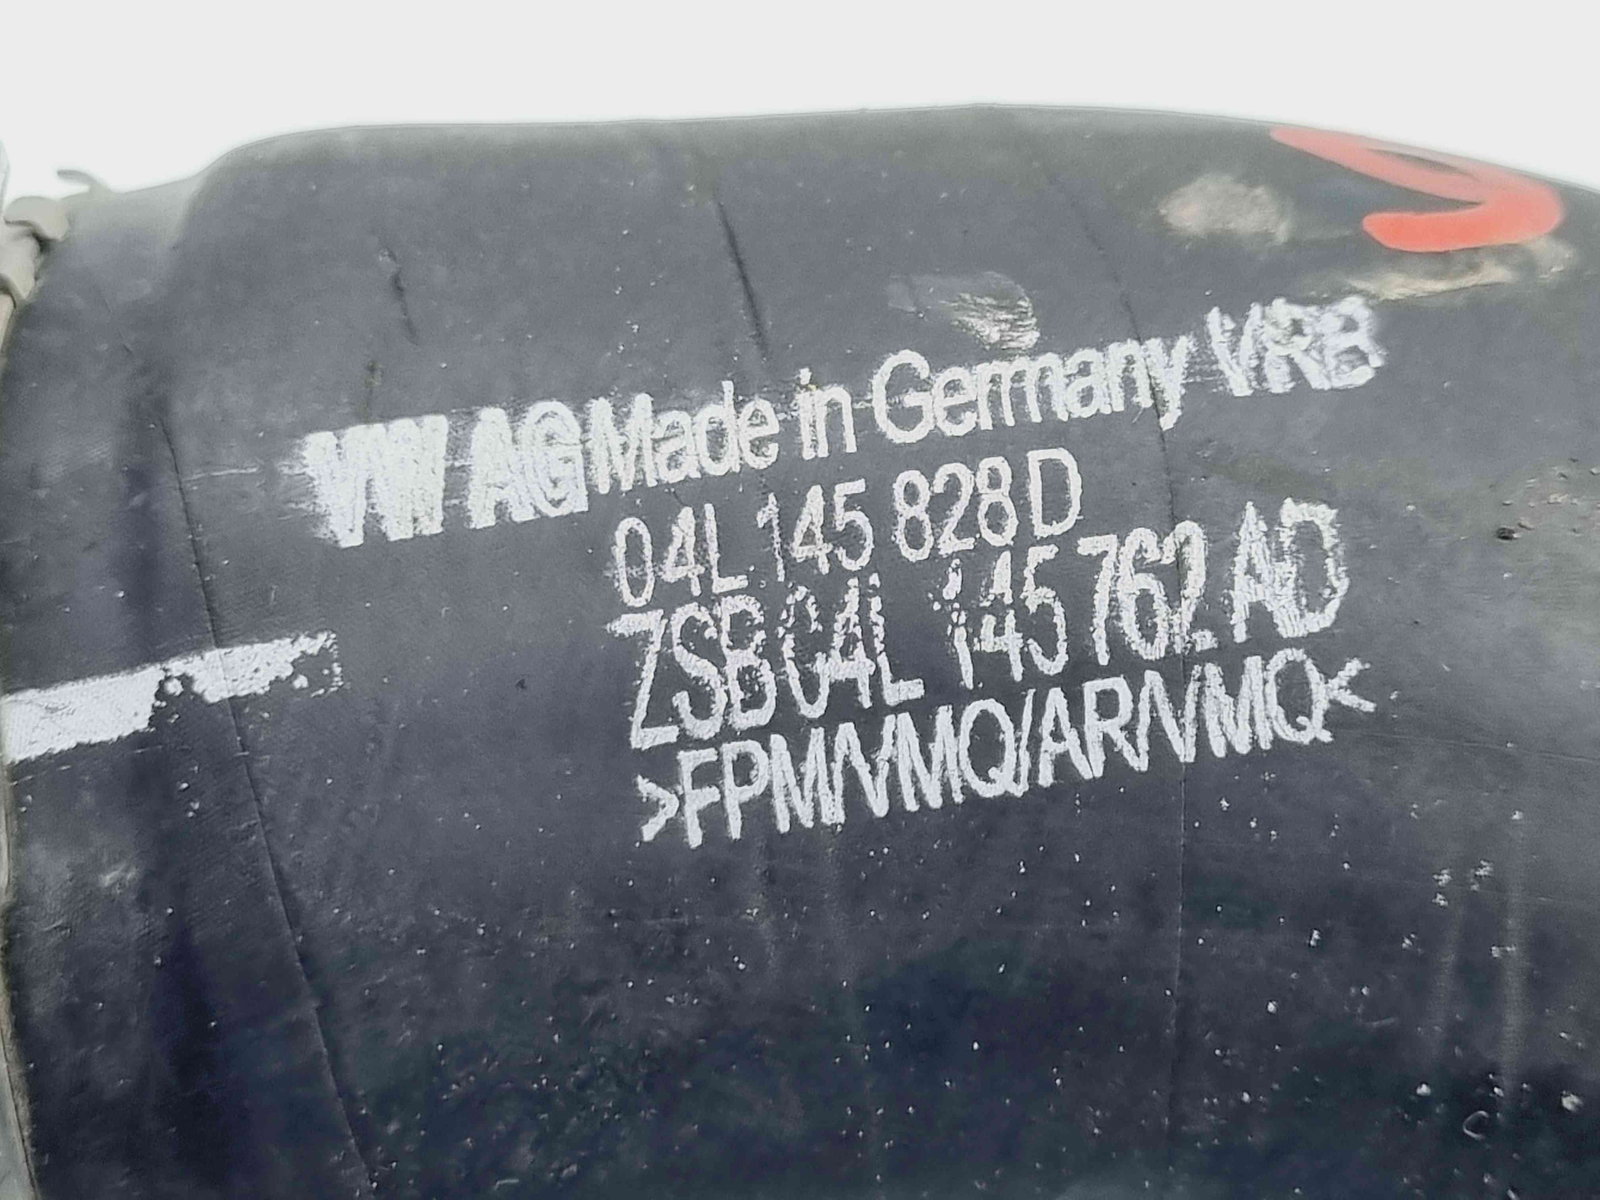 VW AG Made in Germany VRB
04L 145 828 D
ZSB 04L 145 762 AD
>FPM/VMQ/AR/VMQ<